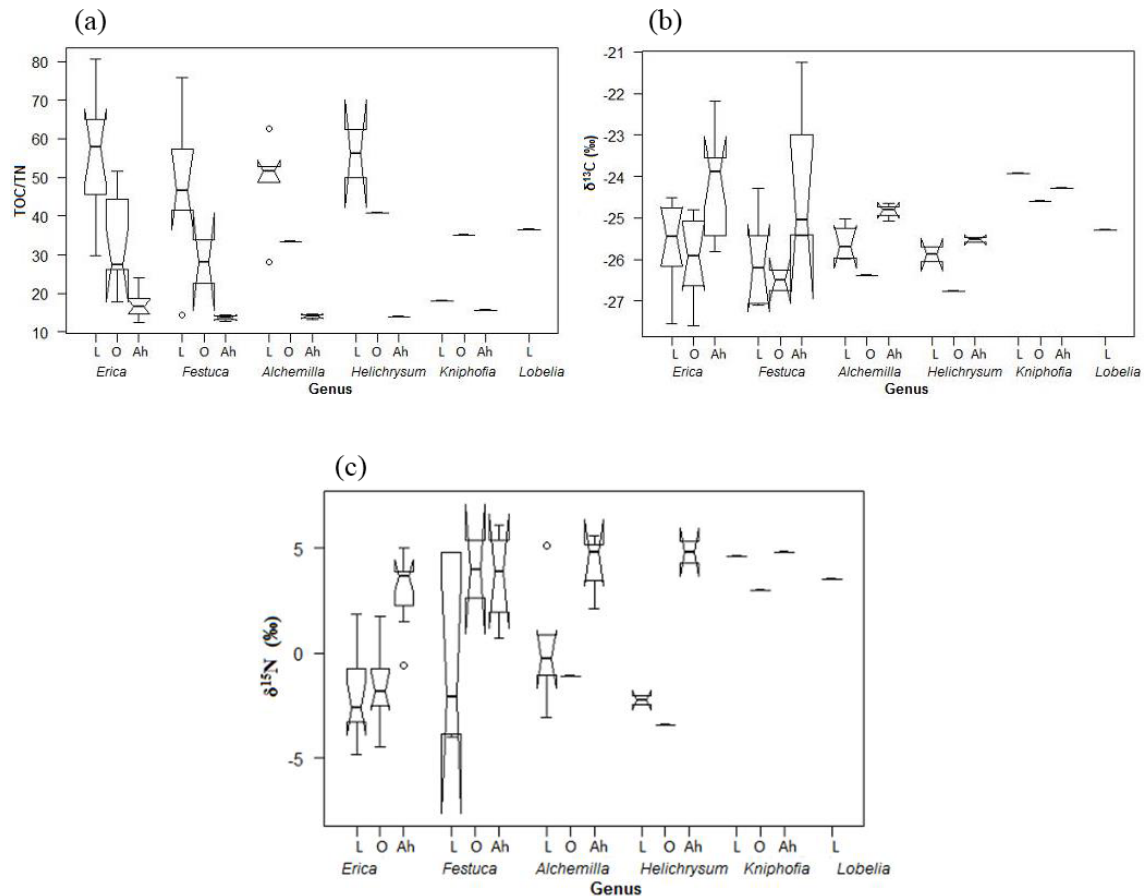 (a)
TOC/TN
80
70
60
50
40
30
20
10
L O Ah L O Ah L O Ah L O Ah L O Ah L
Erica Festuca Alchemilla Helichrysum Kniphofia Lobelia
Genus
(b)
δ¹³C (‰)
-21
-22
-23
-24
-25
-26
-27
L O Ah L O Ah L O Ah L O Ah L O Ah L
Erica Festuca Alchemilla Helichrysum Kniphofia Lobelia
Genus
(c)
δ¹⁵N (‰)
5
0
-5
L O Ah L O Ah L O Ah L O Ah L O Ah L
Erica Festuca Alchemilla Helichrysum Kniphofia Lobelia
Genus